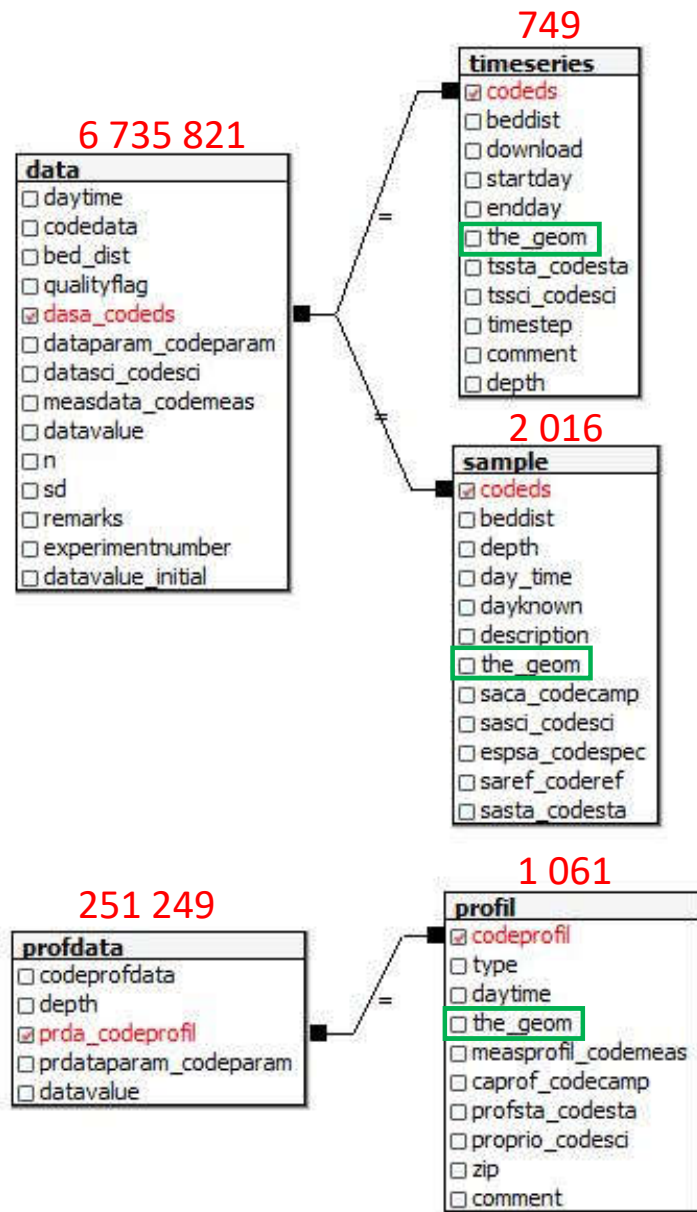 6 735 821
data
daytime
codedata
bed_dist
qualityflag
dasa_codeds
dataparam_codeparam
datasci_codesci
measdata_codemeas
datavalue
n
sd
remarks
experimentnumber
datavalue_initial
=
=
749
timeseries
codeds
beddist
download
startday
endday
the_geom
tssta_codesta
tssci_codesci
timestep
comment
depth
2 016
sample
codeds
beddist
depth
day_time
dayknown
description
the_geom
saca_codecamp
sasci_codesci
espsa_codespec
saref_coderef
sasta_codesta
251 249
profdata
codeprofdata
depth
prda_codeprofil
prdataparam_codeparam
datavalue
=
1 061
profil
codeprofil
type
daytime
the_geom
measprofil_codemeas
caprof_codecamp
profsta_codesta
proprio_codesci
zip
comment